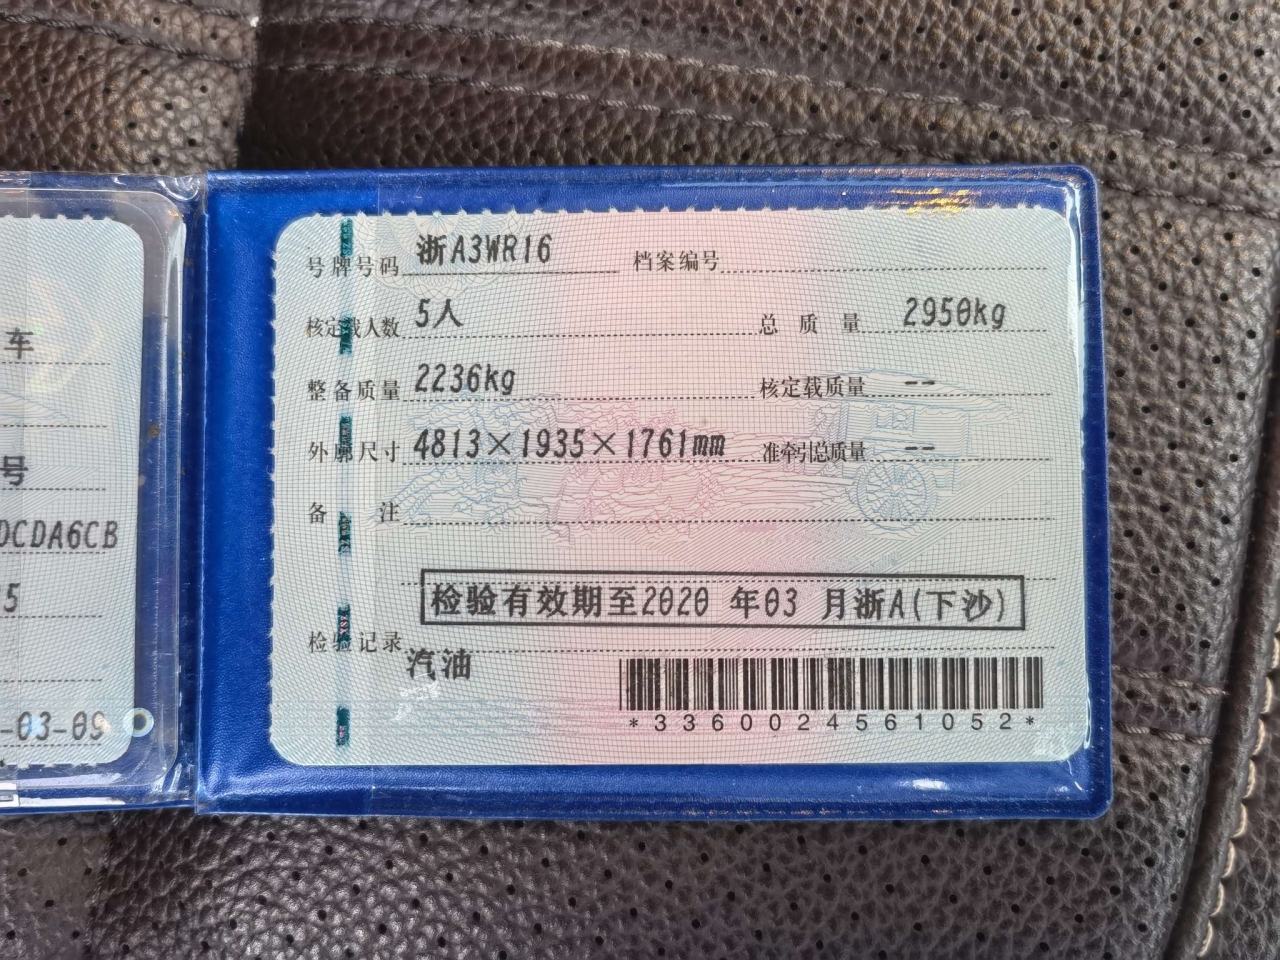 车
号
DCDA6CB
5
-03-09
号牌号码 浙A3WR16 档案编号
核定载人数 5人 总质量 2950kg
整备质量 2236kg 核定载质量 --
外廓尺寸 4813×1935×1761mm 准牵引总质量 --
备注
检验有效期至2020 年03 月浙A(下沙)
检验记录
汽油
*3360024561052*